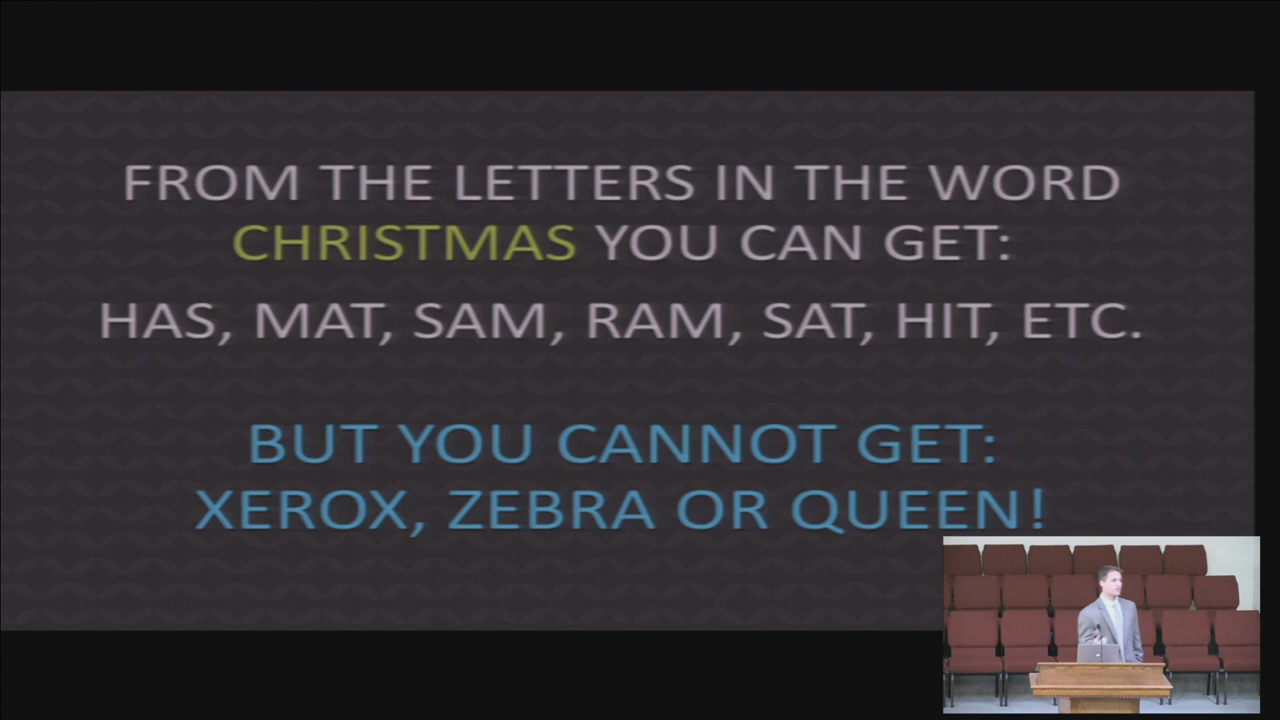 FROM THE LETTERS IN THE WORD
CHRISTMAS YOU CAN GET:
HAS, MAT, SAM, RAM, SAT, HIT, ETC.
BUT YOU CANNOT GET:
XEROX, ZEBRA OR QUEEN!